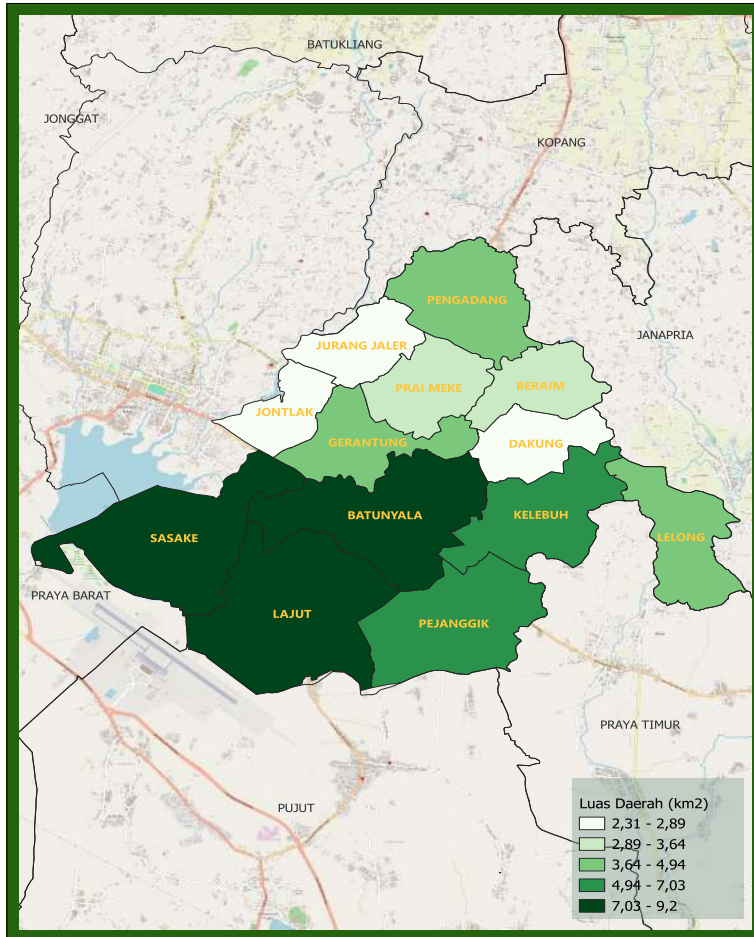 BATUKLIANG
JONGGAT
KOPANG
PENGADANG
JANAPRIA
JURANG JALER
PRAI MEKE
BERAIM
JONTLAK
GERANTUNG
DAKUNG
BATUNYALA
KELEBUH
SASAKE
LELONG
PRAYA BARAT
LAJUT
PEJANGGIK
PRAYA TIMUR
PUJUT
Luas Daerah (km2)
2,31 - 2,89
2,89 - 3,64
3,64 - 4,94
4,94 - 7,03
7,03 - 9,2